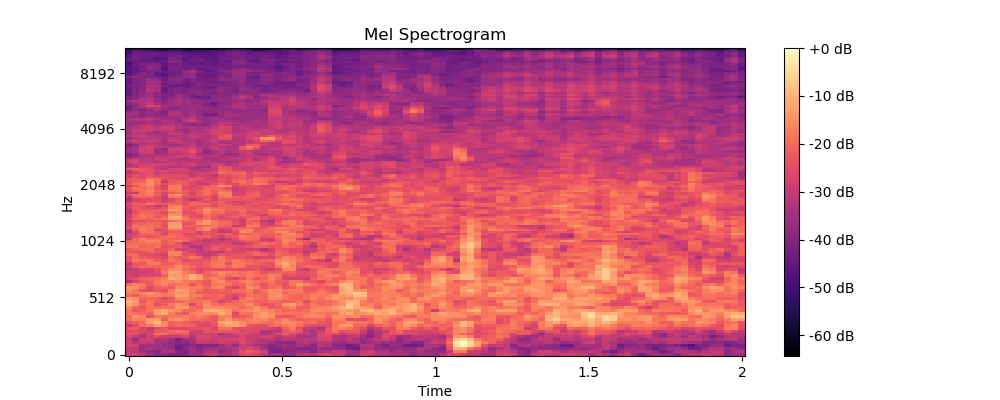 Mel Spectrogram
Hz
8192
4096
2048
1024
512
0
0
0.5
1
1.5
2
Time
+0 dB
-10 dB
-20 dB
-30 dB
-40 dB
-50 dB
-60 dB